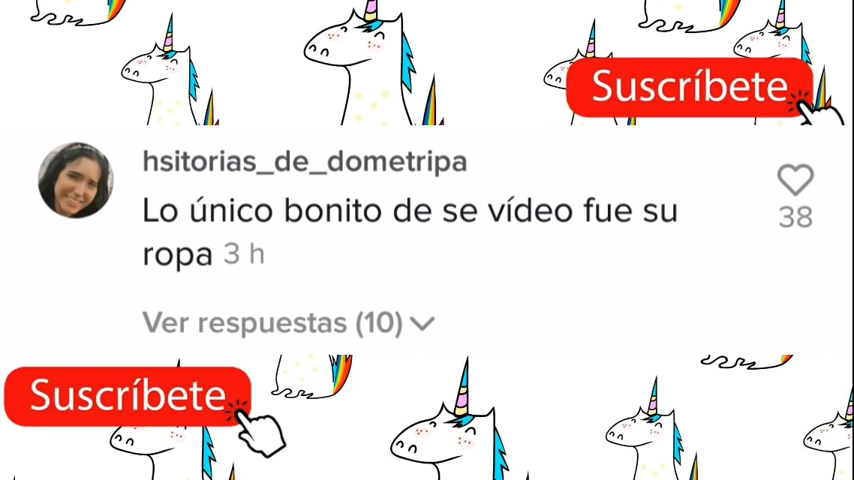 Suscríbete
hsitorias_de_dometripa
Lo único bonito de se vídeo fue su
ropa 3 h
38
Ver respuestas (10)
Suscríbete